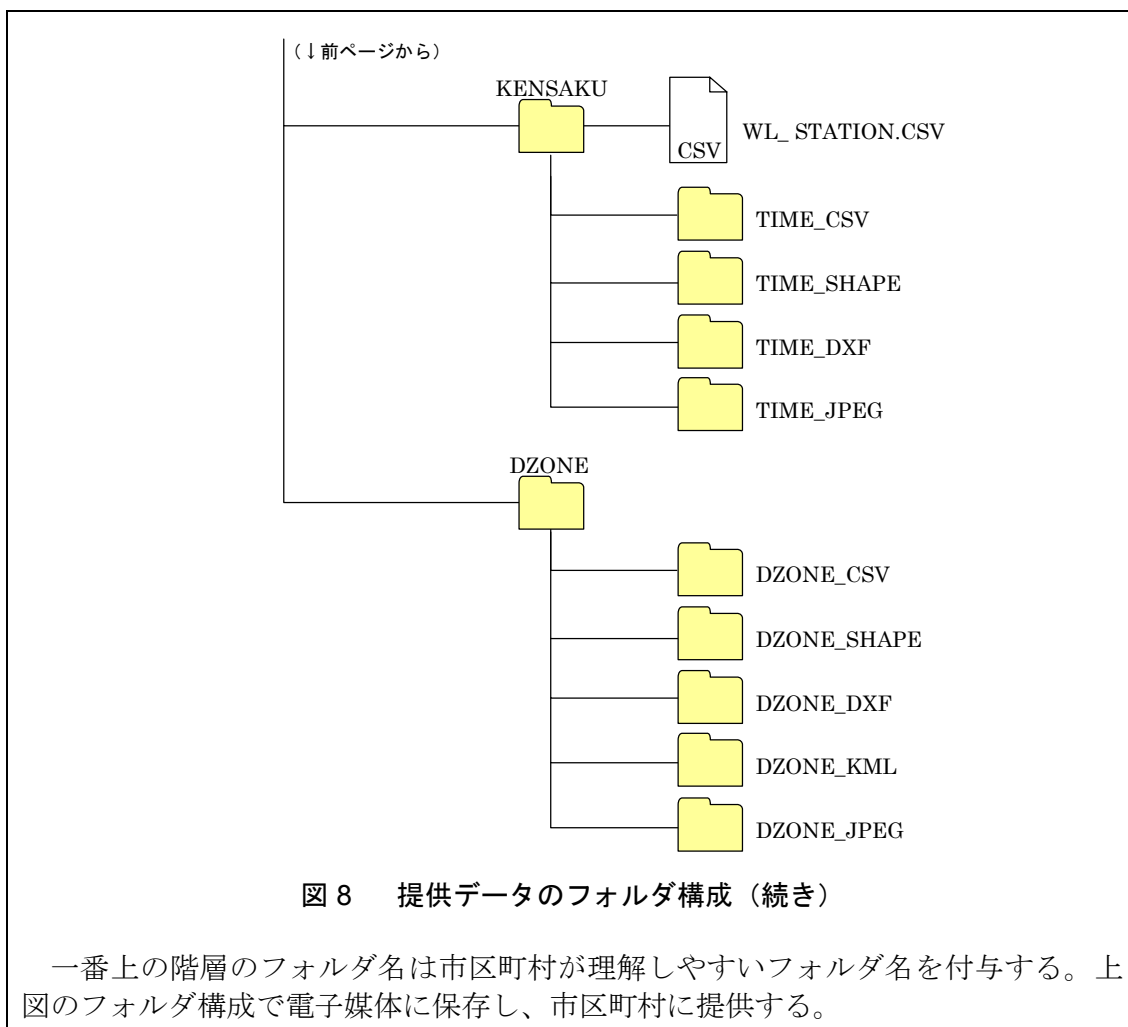 （↓前ページから）
KENSAKU
CSV
WL_ STATION.CSV
TIME_CSV
TIME_SHAPE
TIME_DXF
TIME_JPEG
DZONE
DZONE_CSV
DZONE_SHAPE
DZONE_DXF
DZONE_KML
DZONE_JPEG
図 8　提供データのフォルダ構成（続き）
一番上の階層のフォルダ名は市区町村が理解しやすいフォルダ名を付与する。上
図のフォルダ構成で電子媒体に保存し、市区町村に提供する。